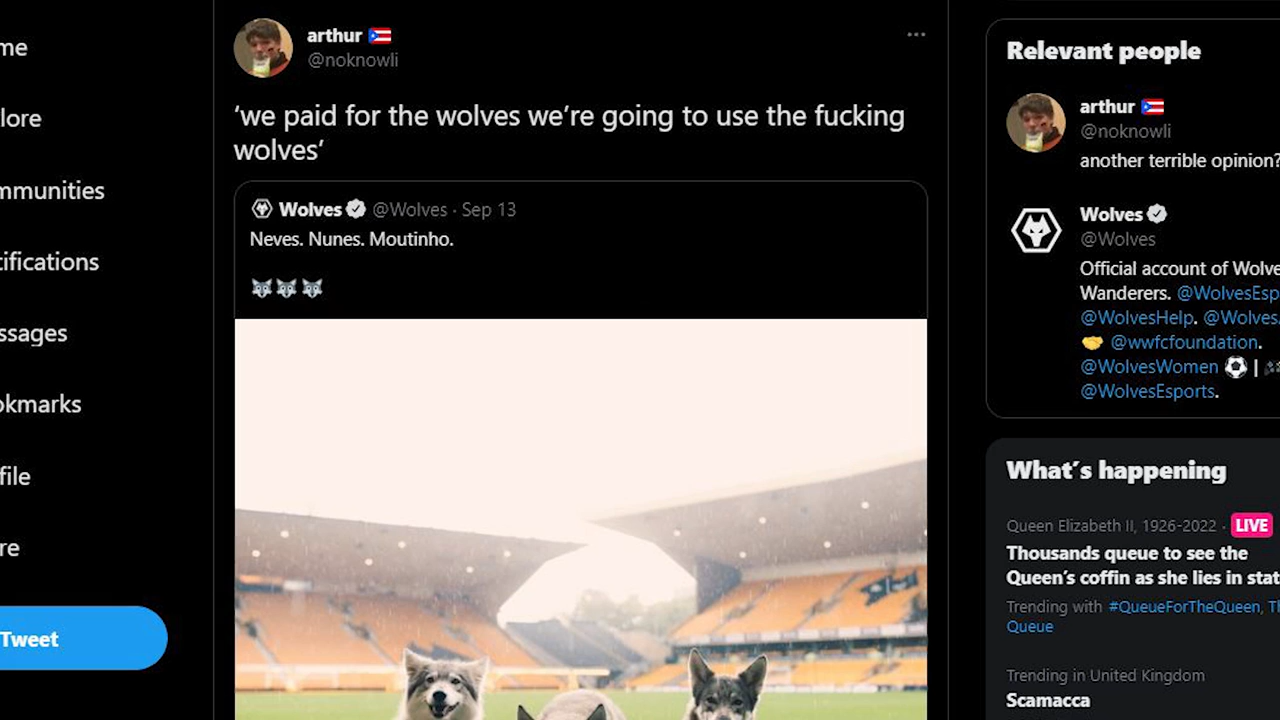 me
lore
mmunities
tifications
ssages
okmarks
file
re
Tweet
arthur 🇵🇷
@noknowli
‘we paid for the wolves we’re going to use the fucking
wolves’
Wolves @Wolves · Sep 13
Neves. Nunes. Moutinho.
🐺🐺🐺
Relevant people
arthur 🇵🇷
@noknowli
another terrible opinion?
Wolves
@Wolves
Official account of Wolve
Wanderers. @WolvesEsp
@WolvesHelp. @Wolves
🤝 @wwfcfoundation.
@WolvesWomen ⚽ | 🎮
@WolvesEsports.
What’s happening
Queen Elizabeth II, 1926-2022 · LIVE
Thousands queue to see the
Queen’s coffin as she lies in stat
Trending with #QueueForTheQueen, Th
Queue
Trending in United Kingdom
Scamacca